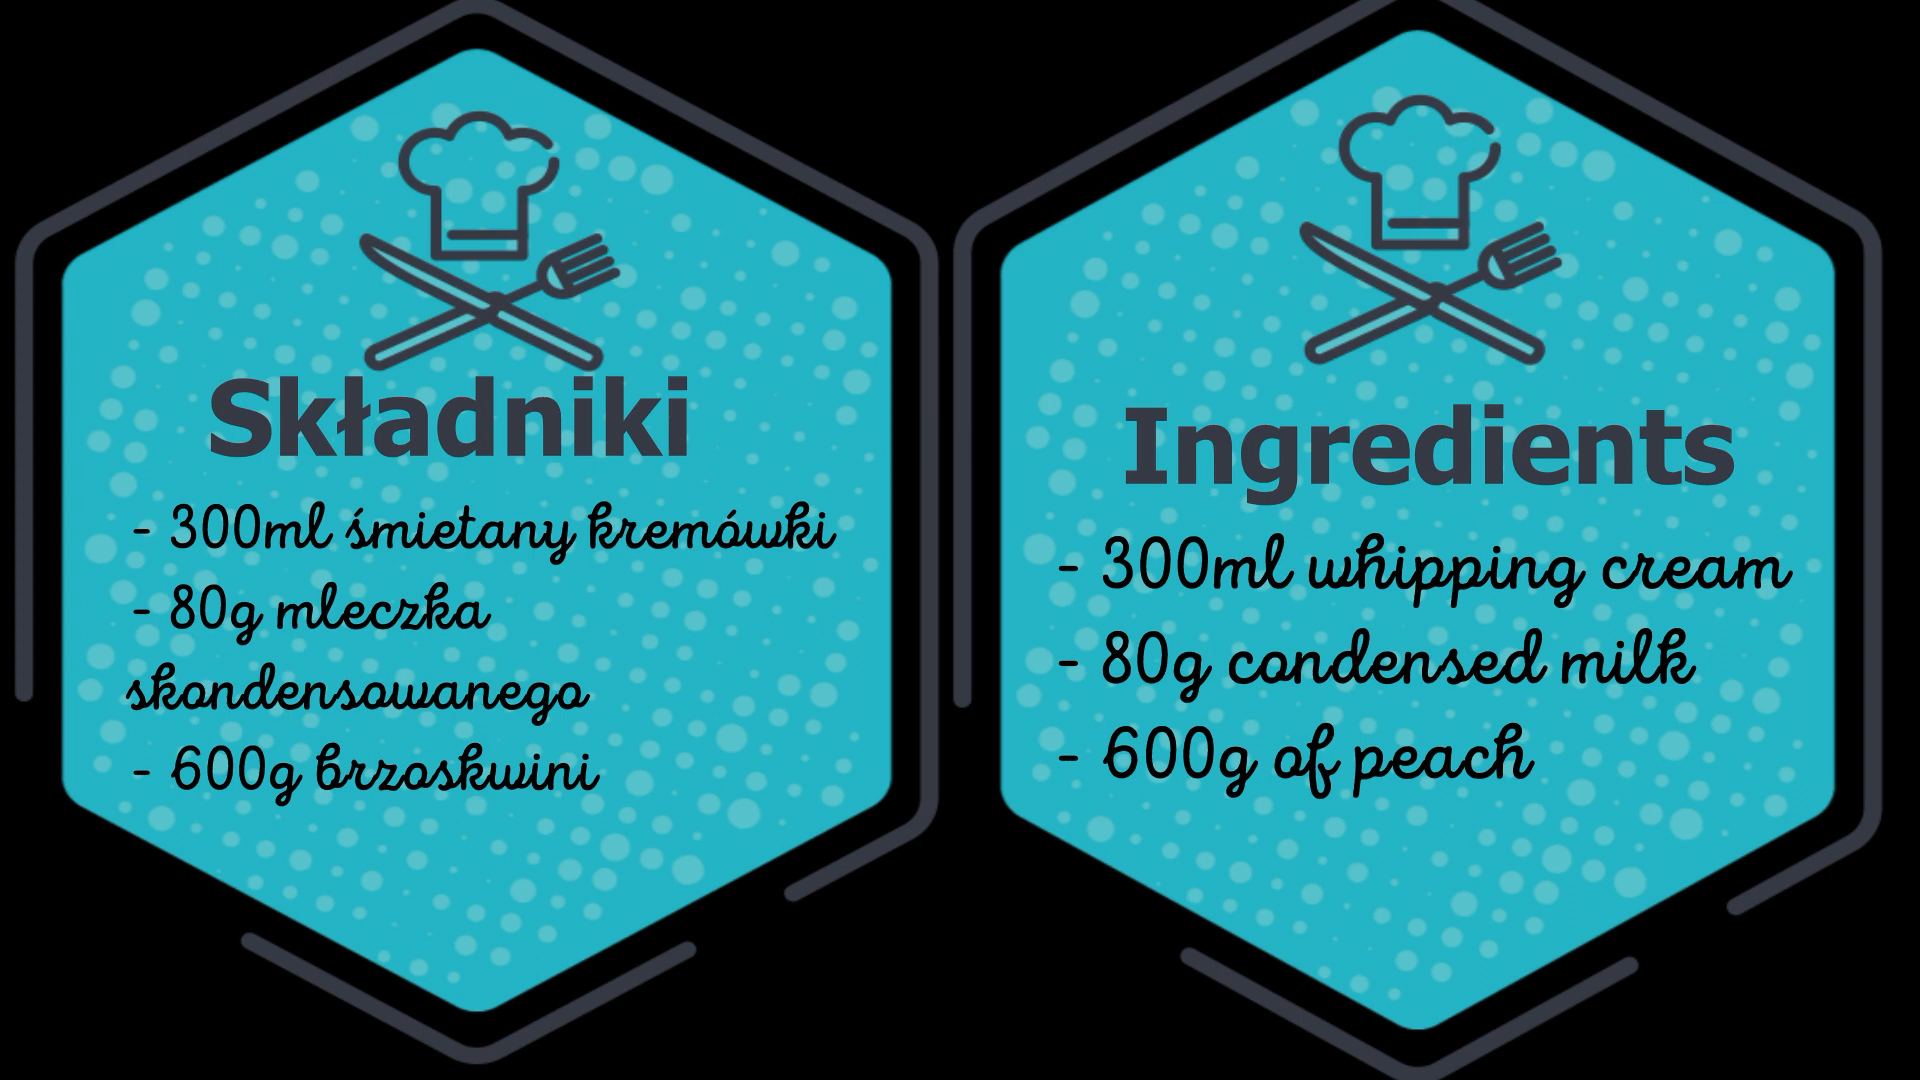 Składniki
- 300ml śmietany kremówki
- 80g mleczka
skondensowanego
- 600g brzoskwini
Ingredients
- 300ml whipping cream
- 80g condensed milk
- 600g of peach